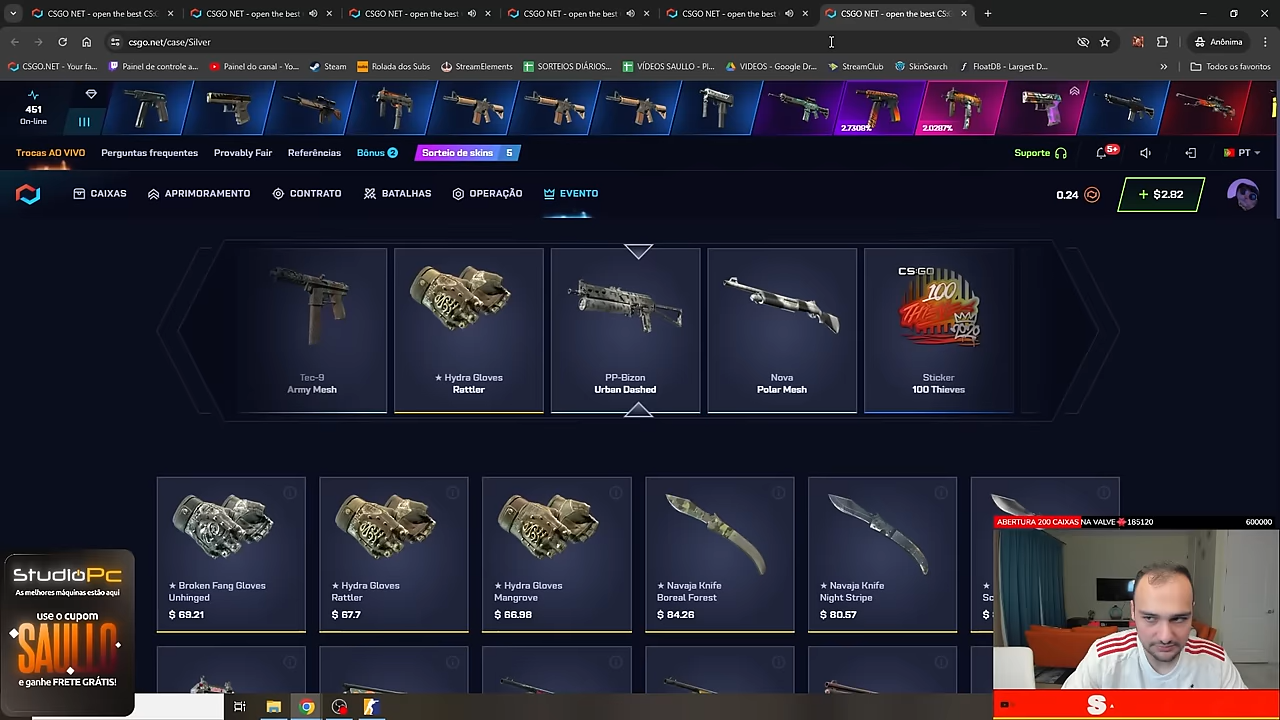 CSGO NET - open the best CS:
CSGO NET - open the best
CSGO NET - open the best
CSGO NET - open the best
CSGO NET - open the best
CSGO NET - open the best CS:
csgo.net/case/Silver
Anônima
CSGO.NET - Your fa...
Painel de controle a...
Painel do canal - Yo...
Steam
Rolada dos Subs
StreamElements
SORTEIOS DIÁRIOS...
VÍDEOS SAULLO - Pl...
VIDEOS - Google Dr...
StreamClub
SkinSearch
FloatDB - Largest D...
Todos os favoritos
451
On-line
2.7308%
2.0287%
Trocas AO VIVO
Perguntas frequentes
Provably Fair
Referências
Bônus 2
Sorteio de skins 5
Suporte
5+
PT
CAIXAS
APRIMORAMENTO
CONTRATO
BATALHAS
OPERAÇÃO
EVENTO
0.24
+ $2.82
Tec-9
Army Mesh
★ Hydra Gloves
Rattler
PP-Bizon
Urban Dashed
Nova
Polar Mesh
CS:GO
100
THIEVES
2020
Sticker
100 Thieves
★ Broken Fang Gloves
Unhinged
$ 69.21
★ Hydra Gloves
Rattler
$ 67.7
★ Hydra Gloves
Mangrove
$ 66.98
★ Navaja Knife
Boreal Forest
$ 84.26
★ Navaja Knife
Night Stripe
$ 80.57
ABERTURA 200 CAIXAS NA VALVE 165120
600000
STUDIOPC
As melhores máquinas estão aqui
use o cupom
SAULLO
e ganhe FRETE GRÁTIS!
S